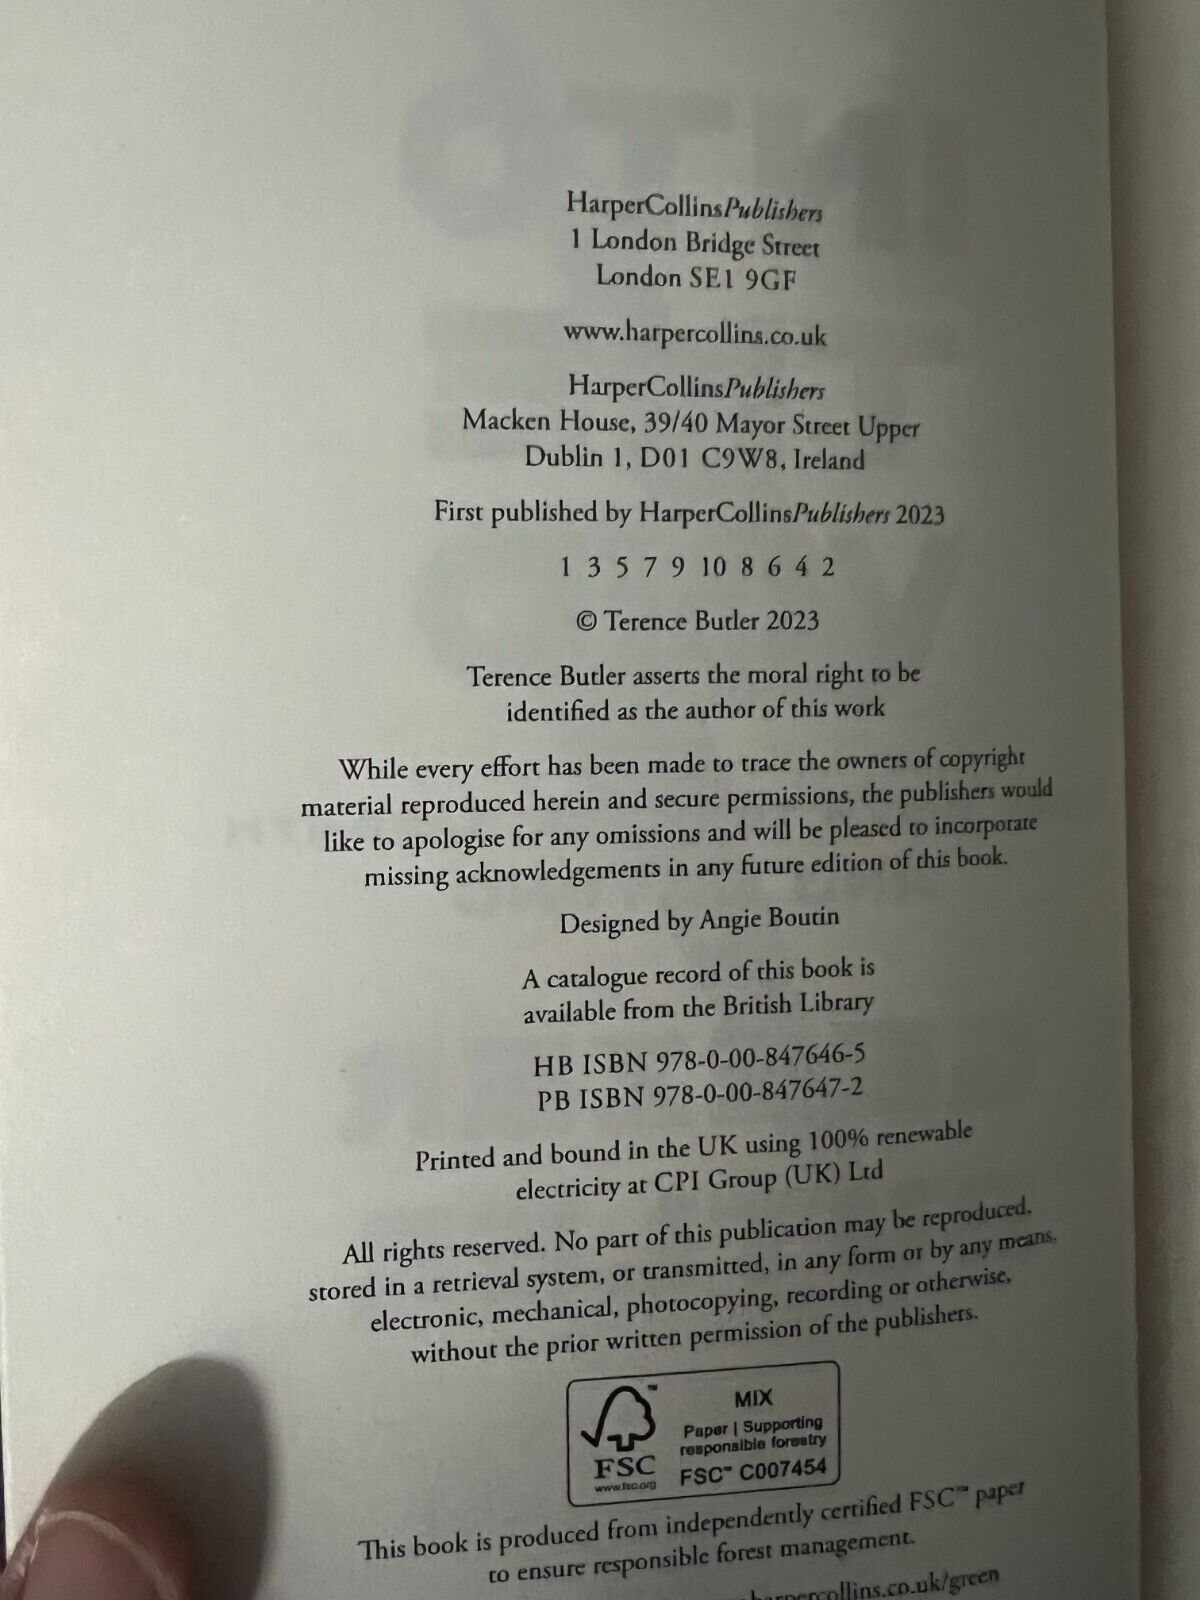 HarperCollinsPublishers
1 London Bridge Street
London SE1 9GF
www.harpercollins.co.uk
HarperCollinsPublishers
Macken House, 39/40 Mayor Street Upper
Dublin 1, D01 C9W8, Ireland
First published by HarperCollinsPublishers 2023
1 3 5 7 9 10 8 6 4 2
© Terence Butler 2023
Terence Butler asserts the moral right to be
identified as the author of this work
While every effort has been made to trace the owners of copyright
material reproduced herein and secure permissions, the publishers would
like to apologise for any omissions and will be pleased to incorporate
missing acknowledgements in any future edition of this book.
Designed by Angie Boutin
A catalogue record of this book is
available from the British Library
HB ISBN 978-0-00-847646-5
PB ISBN 978-0-00-847647-2
Printed and bound in the UK using 100% renewable
electricity at CPI Group (UK) Ltd
All rights reserved. No part of this publication may be reproduced,
stored in a retrieval system, or transmitted, in any form or by any means,
electronic, mechanical, photocopying, recording or otherwise,
without the prior written permission of the publishers.
FSC™
www.fsc.org
MIX
Paper | Supporting
responsible forestry
FSC™ C007454
This book is produced from independently certified FSC™ paper
to ensure responsible forest management.
harpercollins.co.uk/green